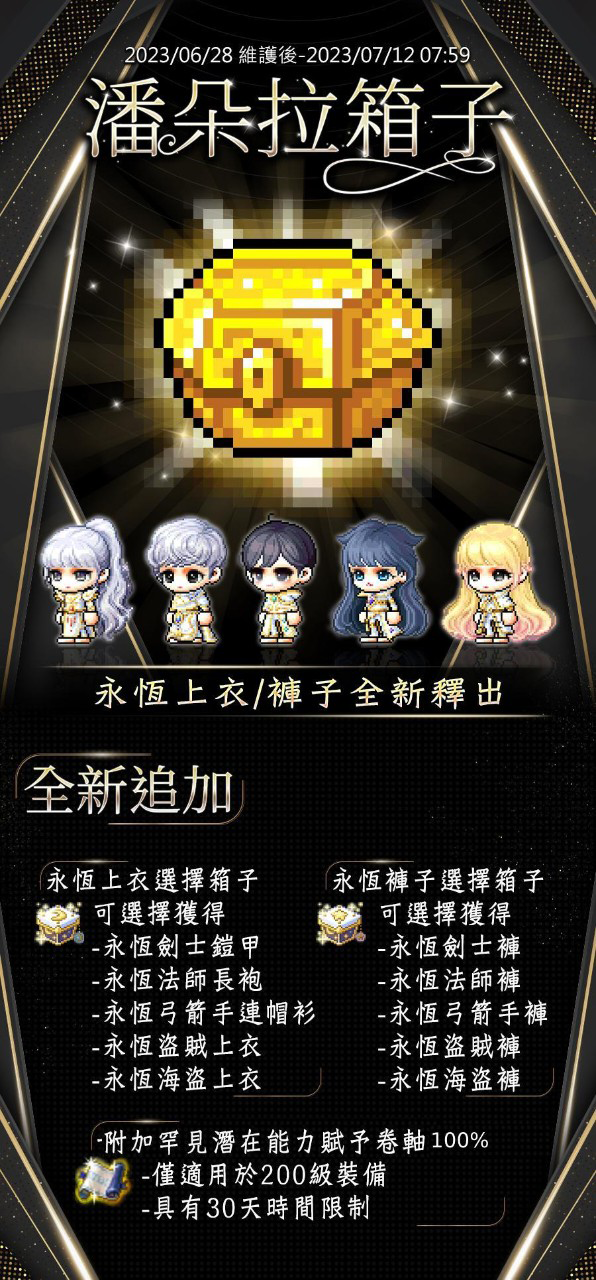 2023/06/28 維護後-2023/07/12 07:59
潘朵拉箱子
永恆上衣/褲子全新釋出
全新追加
永恆上衣選擇箱子
可選擇獲得
-永恆劍士鎧甲
-永恆法師長袍
-永恆弓箭手連帽衫
-永恆盜賊上衣
-永恆海盜上衣
永恆褲子選擇箱子
可選擇獲得
-永恆劍士褲
-永恆法師褲
-永恆弓箭手褲
-永恆盜賊褲
-永恆海盜褲
-附加罕見潛在能力賦予卷軸100%
-僅適用於200級裝備
-具有30天時間限制